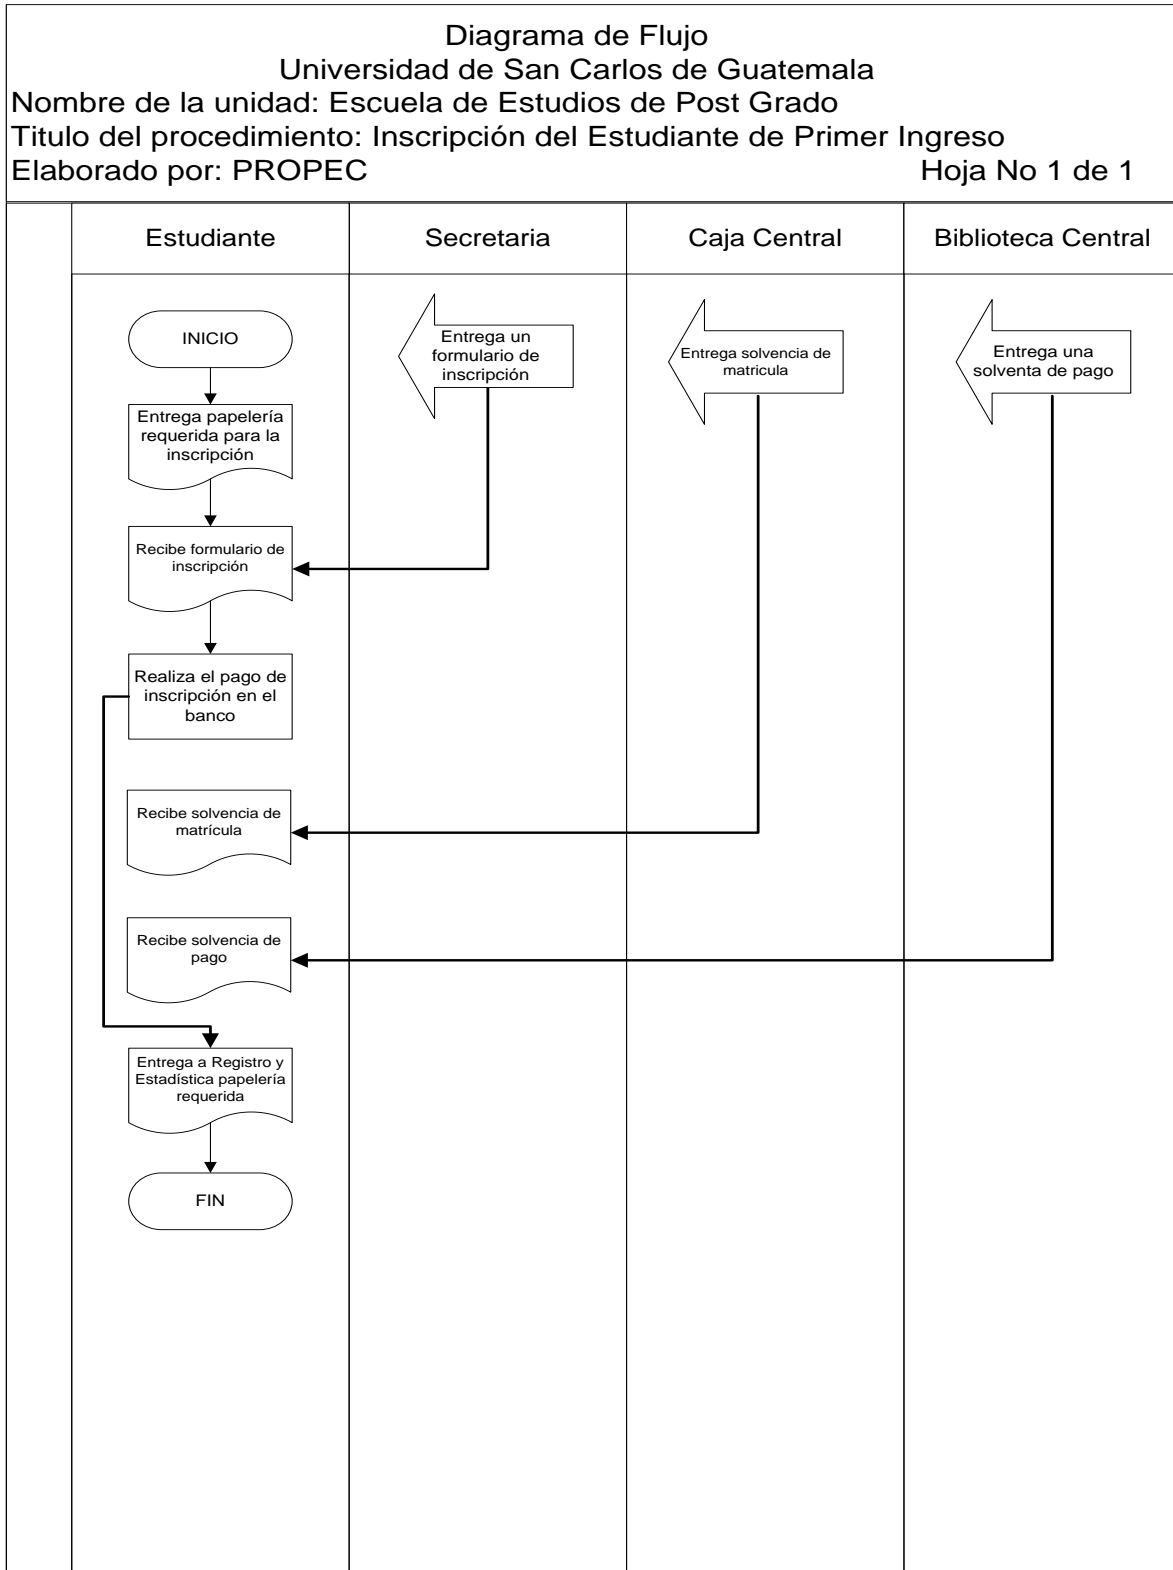 Diagrama de Flujo
Universidad de San Carlos de Guatemala
Nombre de la unidad: Escuela de Estudios de Post Grado
Titulo del procedimiento: Inscripción del Estudiante de Primer Ingreso
Elaborado por: PROPEC Hoja No 1 de 1
Estudiante Secretaria Caja Central Biblioteca Central
INICIO
Entrega un
formulario de
inscripción
Entrega solvencia de
matricula
Entrega una
solventa de pago
Entrega papelería
requerida para la
inscripción
Recibe formulario de
inscripción
Realiza el pago de
inscripción en el
banco
Recibe solvencia de
matrícula
Recibe solvencia de
pago
Entrega a Registro y
Estadística papelería
requerida
FIN